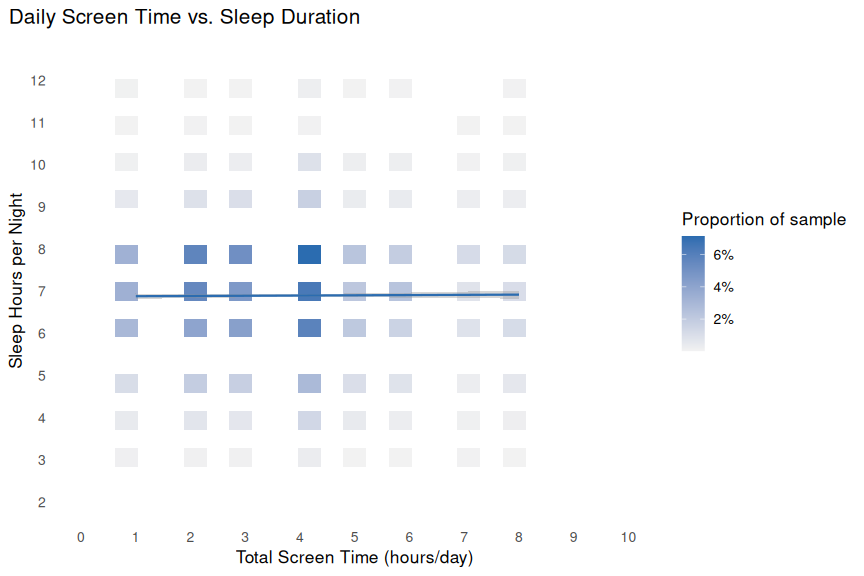 Daily Screen Time vs. Sleep Duration
12
11
10
9
8
7
6
5
4
3
2
Sleep Hours per Night
0 1 2 3 4 5 6 7 8 9 10
Total Screen Time (hours/day)
Proportion of sample
6%
4%
2%